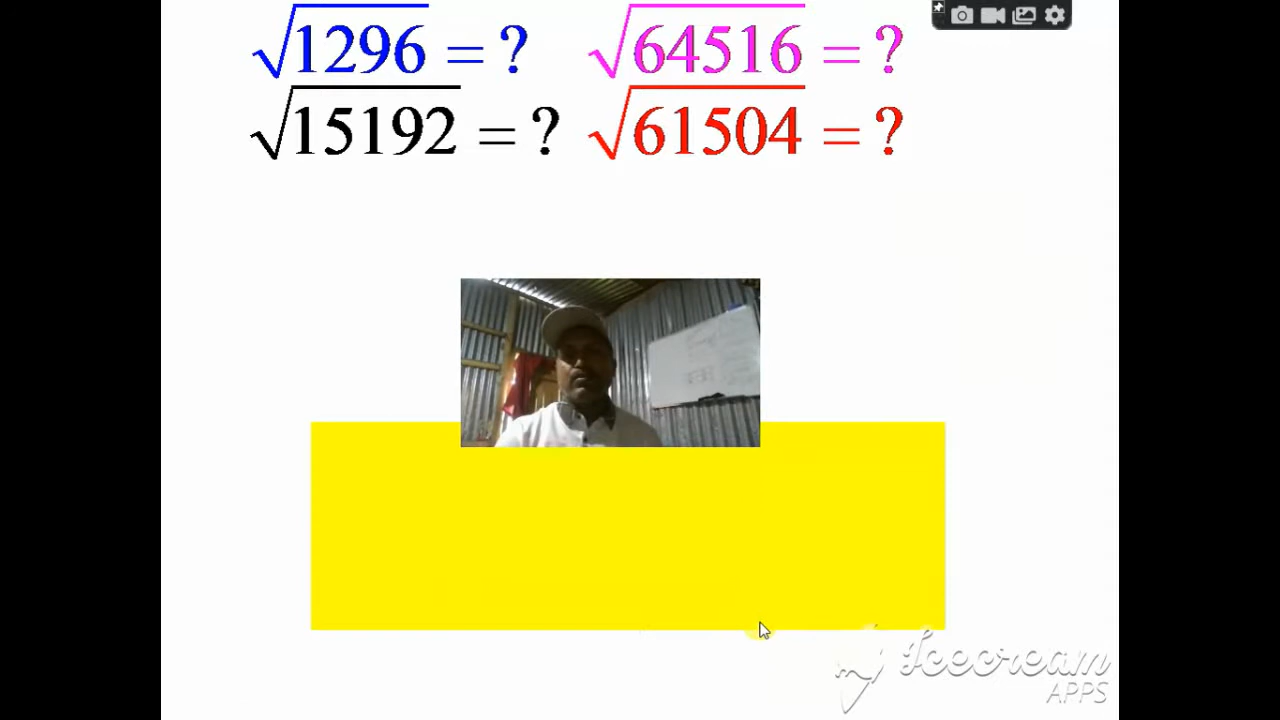 √1296 = ? √64516 = ?
√15192 = ? √61504 = ?
Icecream
APPS